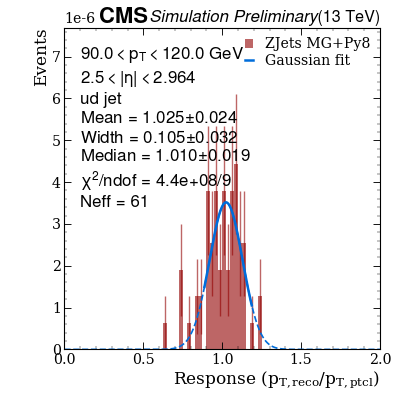 1e-6 CMS Simulation Preliminary (13 TeV)
Events
90.0 < pT < 120.0 GeV
2.5 < |η| < 2.964
ud jet
Mean = 1.025±0.024
Width = 0.105±0.032
Median = 1.010±0.019
χ²/ndof = 4.4e+08/9
Neff = 61
ZJets MG+Py8
Gaussian fit
7
6
5
4
3
2
1
0
0.0 0.5 1.0 1.5 2.0
Response (pT,reco/pT,ptcl)